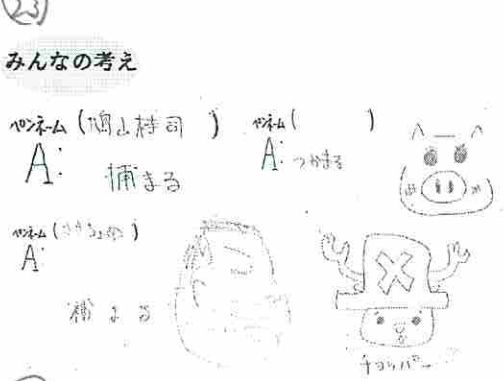 23
みんなの考え
ペンネーム(鳩山桂司)
A:
捕まる
ペンネーム( )
A: つかまる
ペンネーム(
A:
捕まる
チョッパー